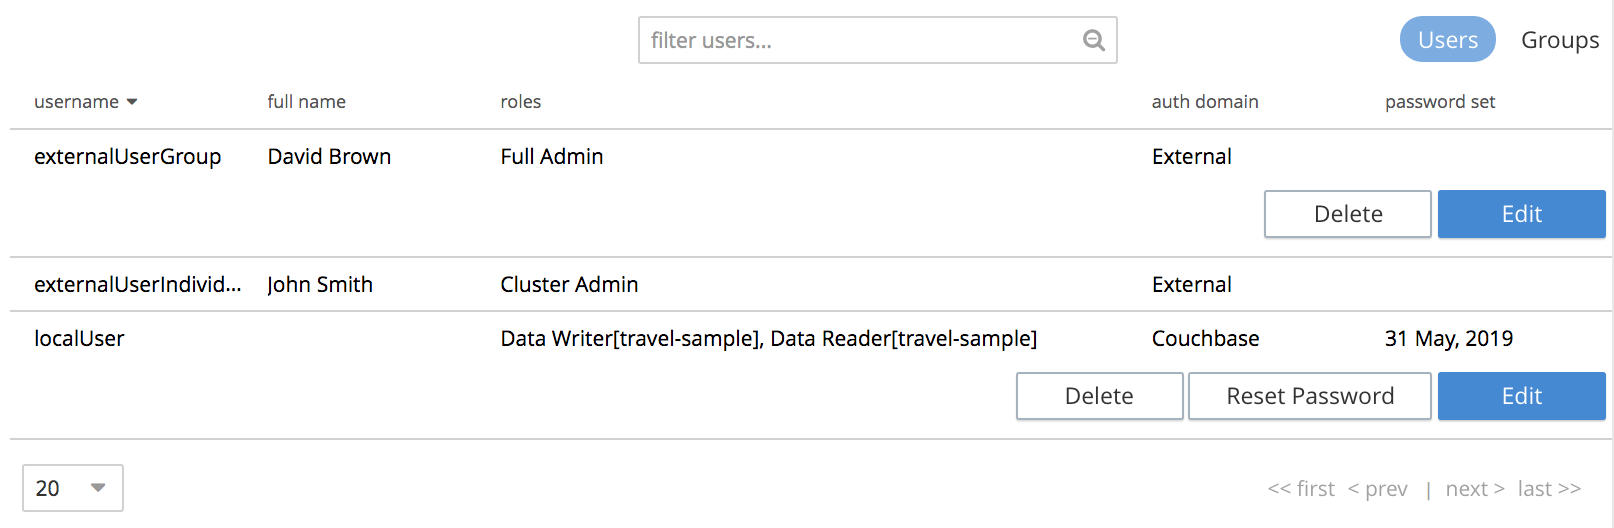 filter users... Users Groups
username full name roles auth domain password set
externalUserGroup David Brown Full Admin External
Delete Edit
externalUserIndivid... John Smith Cluster Admin External
localUser Data Writer[travel-sample], Data Reader[travel-sample] Couchbase 31 May, 2019
Delete Reset Password Edit
20 << first < prev | next > last >>